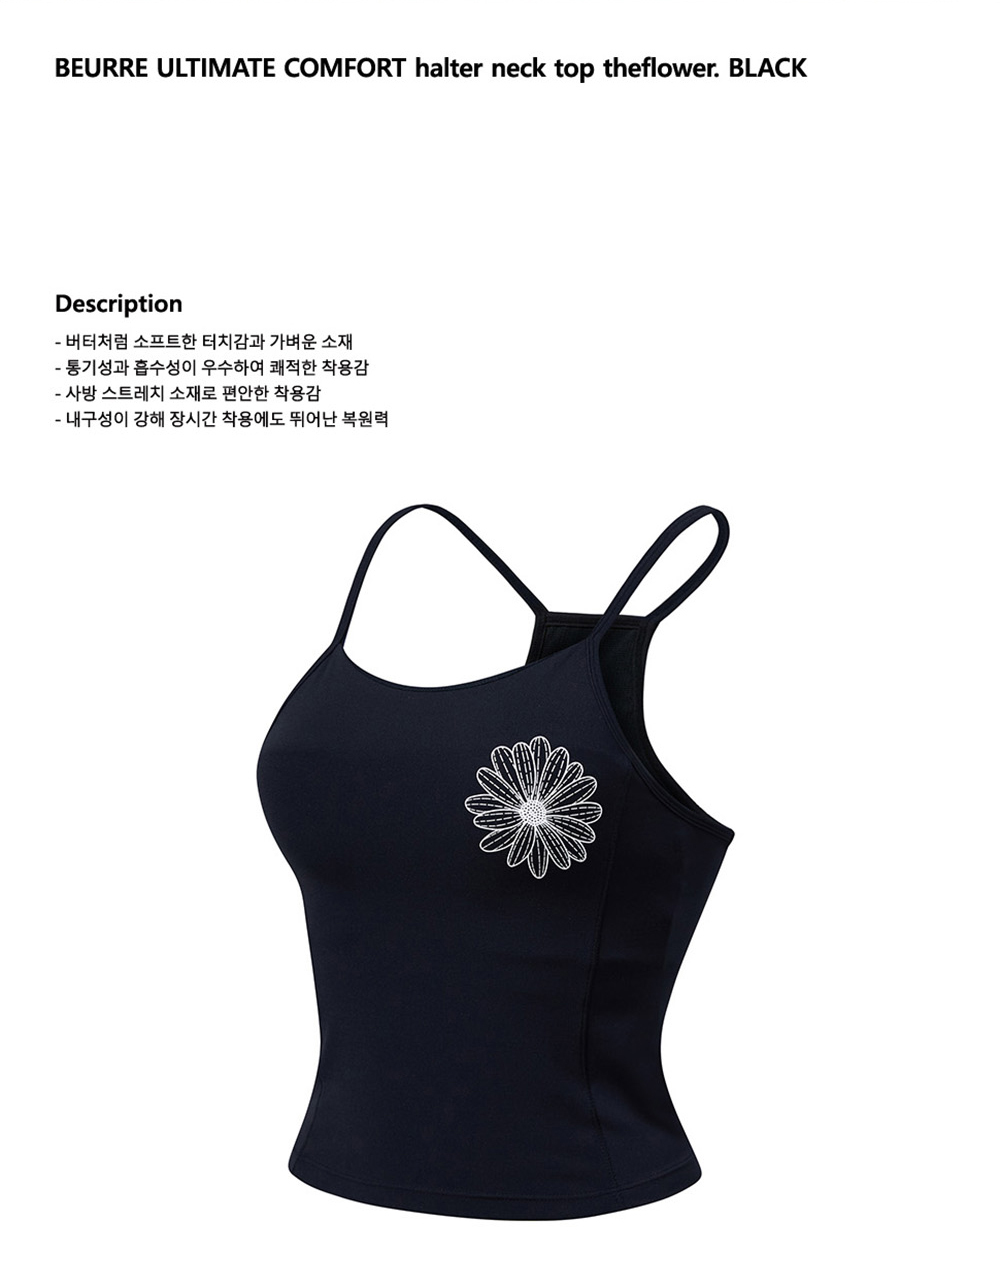 BEURRE ULTIMATE COMFORT halter neck top theflower. BLACK
Description
- 버터처럼 소프트한 터치감과 가벼운 소재
- 통기성과 흡수성이 우수하여 쾌적한 착용감
- 사방 스트레치 소재로 편안한 착용감
- 내구성이 강해 장시간 착용에도 뛰어난 복원력